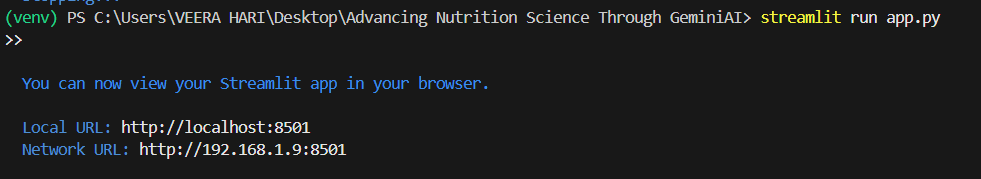 Stopping...
(venv) PS C:\Users\VEERA HARI\Desktop\Advancing Nutrition Science Through GeminiAI> streamlit run app.py
>>
You can now view your Streamlit app in your browser.
Local URL: http://localhost:8501
Network URL: http://192.168.1.9:8501